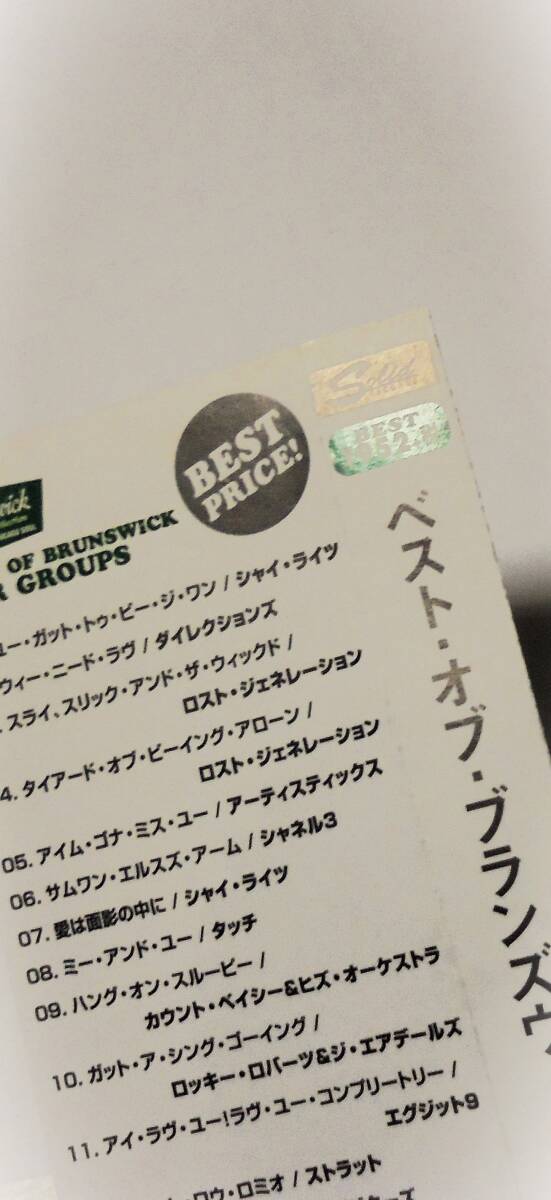 Solid
RECORDS
BEST
BEST
PRICE!
OF BRUNSWICK
GROUPS
ベスト・オブ・ブランズウ
ユー・ガット・トゥ・ビー・ジ・ワン / シャイ・ライツ
ウィー・ニード・ラヴ / ダイレクションズ
スライ、スリック・アンド・ザ・ウィックド /
ロスト・ジェネレーション
4. タイアード・オブ・ビーイング・アローン /
ロスト・ジェネレーション
05. アイム・ゴナ・ミス・ユー / アーティスティックス
06. サムワン・エルスズ・アーム / シャネル3
07. 愛は面影の中に / シャイ・ライツ
08. ミー・アンド・ユー / タッチ
09. ハング・オン・スルーピー /
カウント・ベイシー&ヒズ・オーケストラ
10. ガット・ア・シング・ゴーイング /
ロッキー・ロバーツ&ジ・エアデールズ
11. アイ・ラヴ・ユー!ラヴ・ユー・コンプリートリー /
エグジット9
ロウ・ロミオ / ストラット